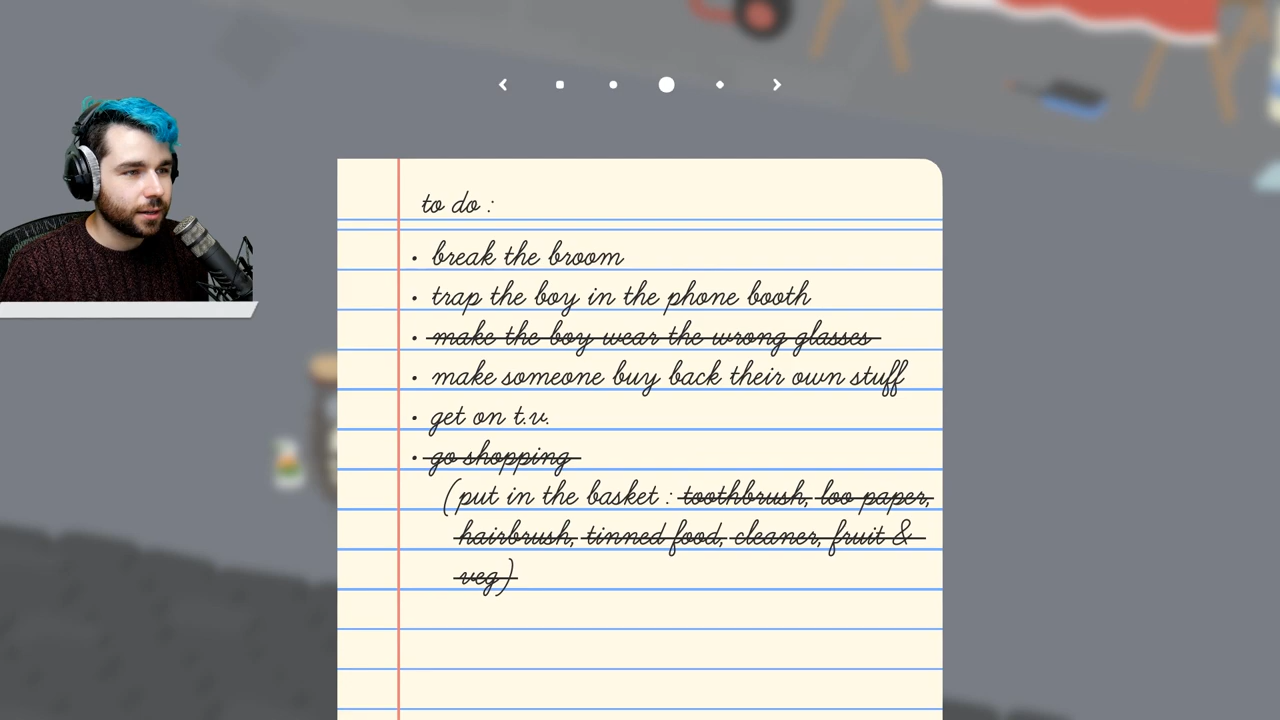 to do :
• break the broom
• trap the boy in the phone booth
• make the boy wear the wrong glasses
• make someone buy back their own stuff
• get on t.v.
• go shopping
(put in the basket : toothbrush, loo paper,
hairbrush, tinned food, cleaner, fruit &
veg)